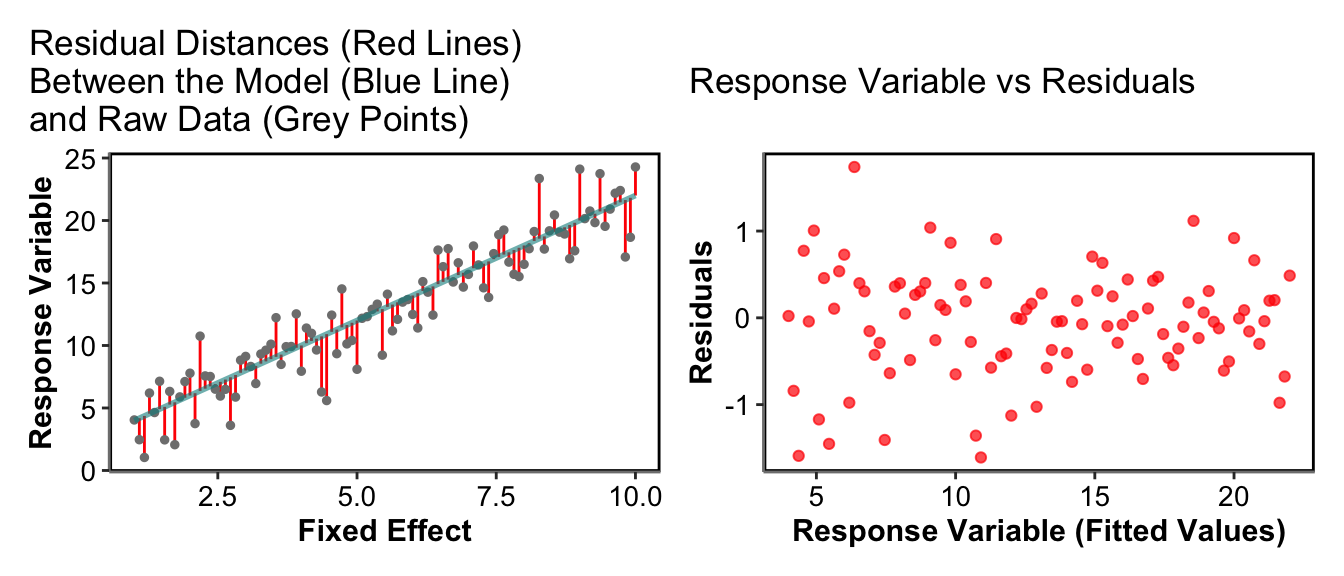 Residual Distances (Red Lines)
Between the Model (Blue Line)
and Raw Data (Grey Points)
25
20
15
10
5
0
Response Variable
2.5 5.0 7.5 10.0
Fixed Effect
Response Variable vs Residuals
1
0
-1
Residuals
5 10 15 20
Response Variable (Fitted Values)